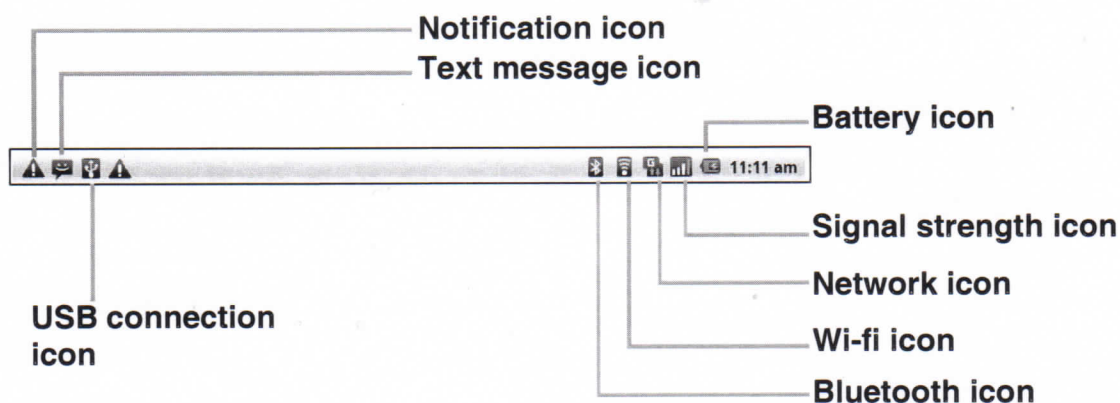 Notification icon
Text message icon
Battery icon
11:11 am
Signal strength icon
Network icon
USB connection
icon
Wi-fi icon
Bluetooth icon